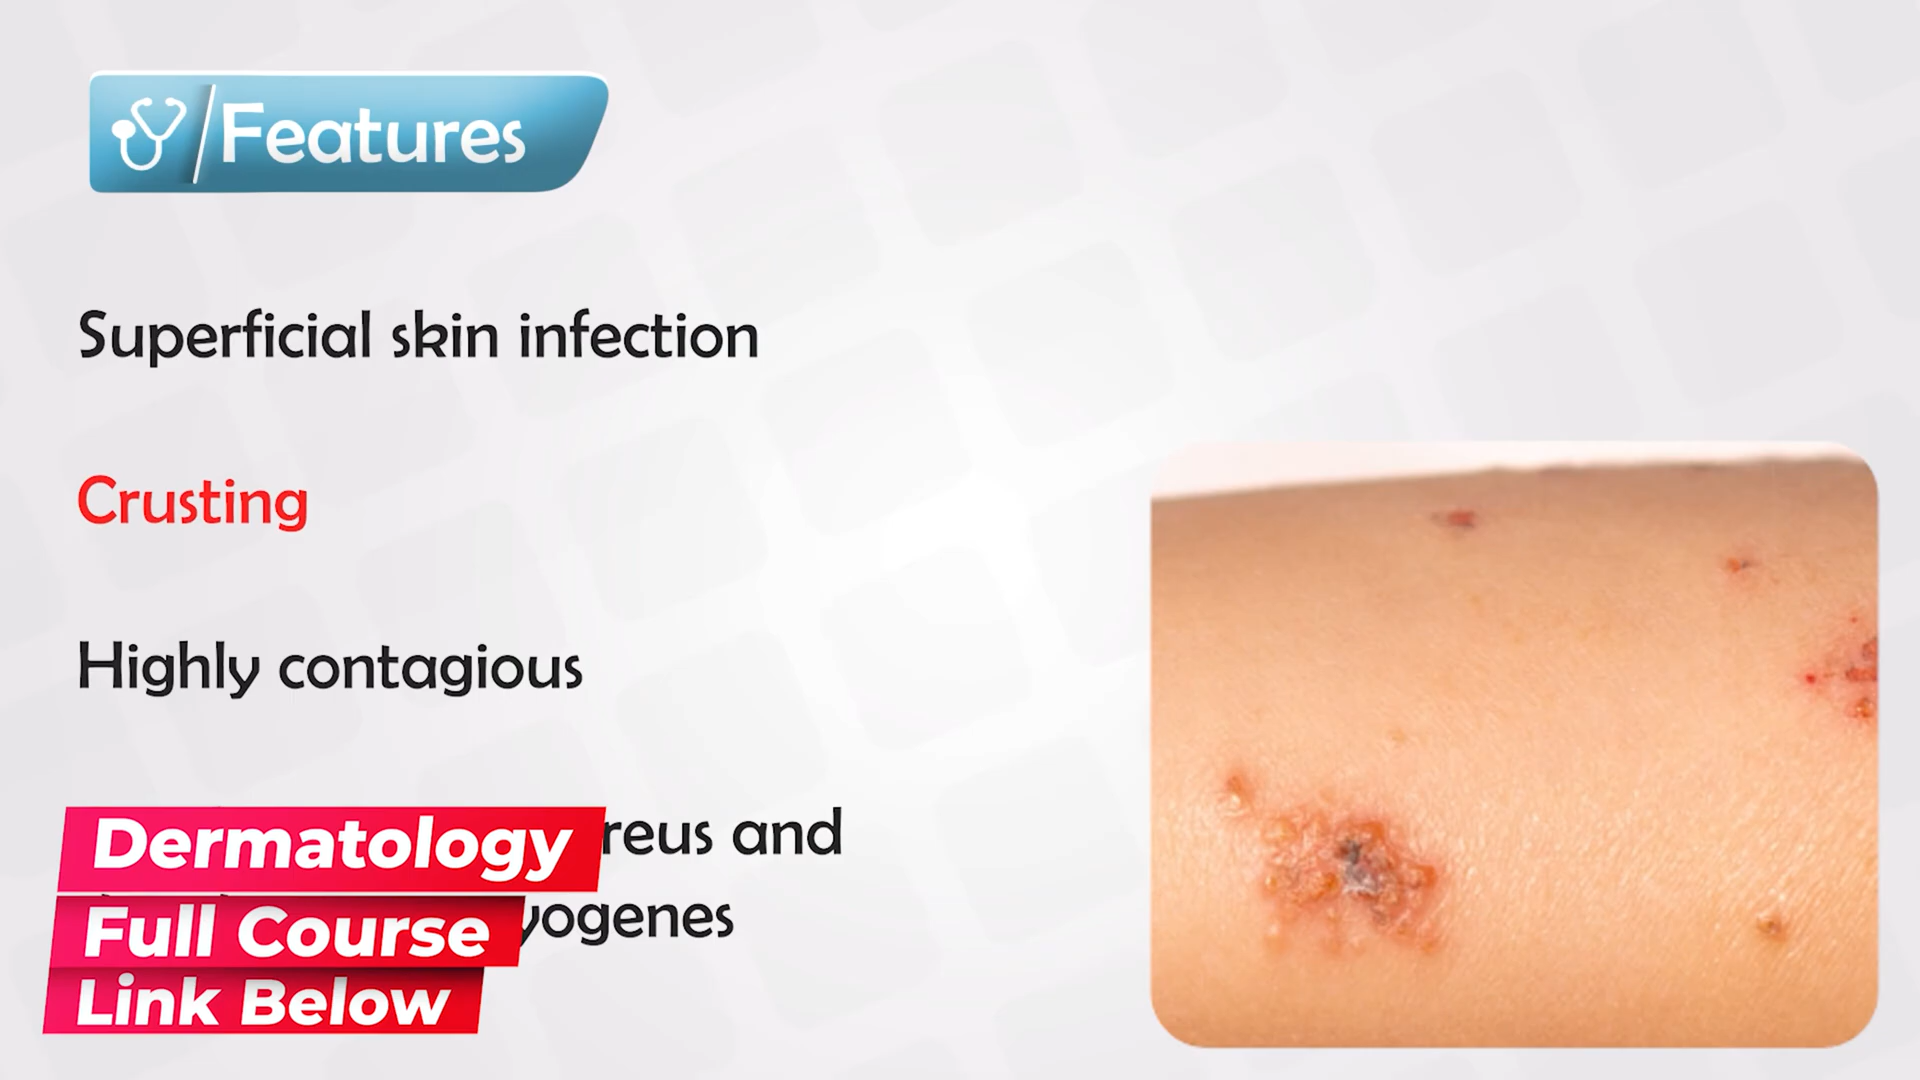 Features
Superficial skin infection
Crusting
Highly contagious
reus and
yogenes
Dermatology
Full Course
Link Below